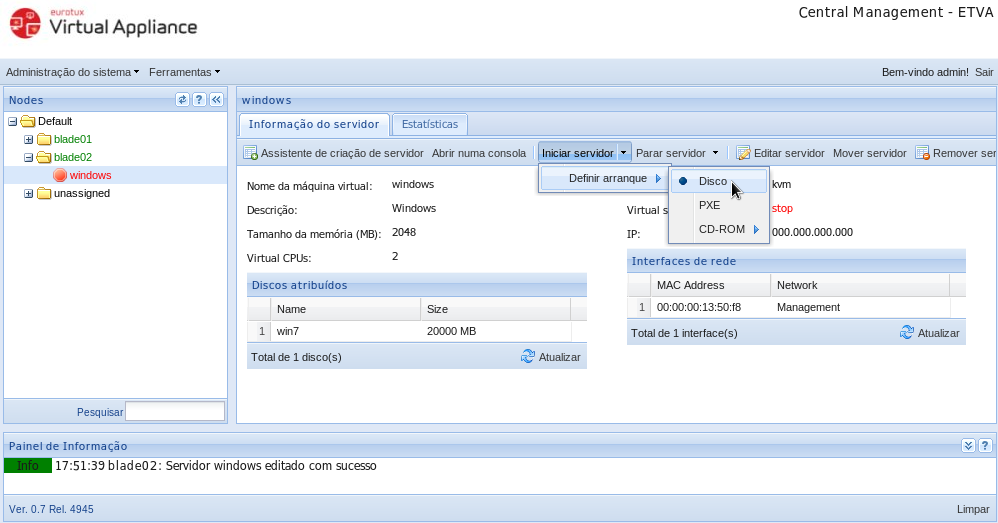 eurotux
Virtual Appliance
Central Management - ETVA
Administração do sistema Ferramentas Bem-vindo admin! Sair
Nodes
Default
blade01
blade02
windows
unassigned
Pesquisar
windows
Informação do servidor Estatísticas
Assistente de criação de servidor Abrir numa consola Iniciar servidor Parar servidor Editar servidor Mover servidor Remover ser
Definir arranque
Disco
PXE
CD-ROM
Nome da máquina virtual: windows kvm
Descrição: Windows Virtual s stop
Tamanho da memória (MB): 2048 IP: 000.000.000.000
Virtual CPUs: 2
Discos atribuídos
Name Size
1 win7 20000 MB
Total de 1 disco(s) Atualizar
Interfaces de rede
MAC Address Network
1 00:00:00:13:50:f8 Management
Total de 1 interface(s) Atualizar
Painel de Informação
Info 17:51:39 blade02: Servidor windows editado com sucesso
Ver. 0.7 Rel. 4945 Limpar